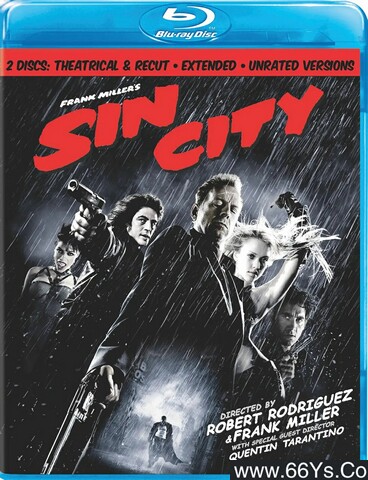 Blu-ray Disc
2 DISCS: THEATRICAL & RECUT • EXTENDED • UNRATED VERSIONS
FRANK MILLER'S
SIN
CITY
DIRECTED BY
ROBERT RODRIGUEZ
& FRANK MILLER
WITH SPECIAL GUEST DIRECTOR
QUENTIN TARANTINO
www.66Ys.Co